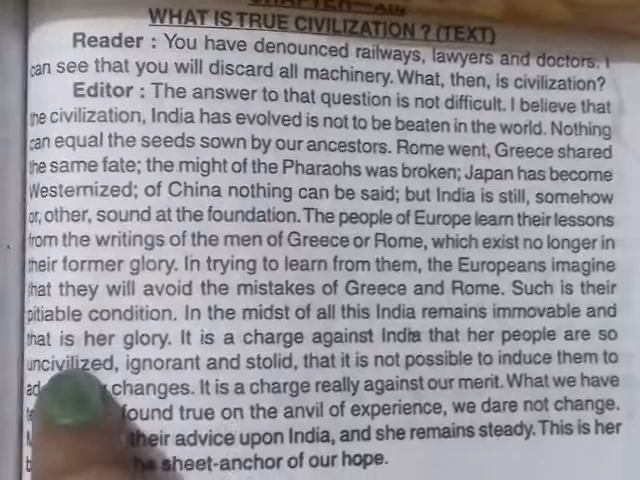 WHAT IS TRUE CIVILIZATION ? (TEXT)
Reader : You have denounced railways, lawyers and doctors. I
can see that you will discard all machinery. What, then, is civilization?
Editor : The answer to that question is not difficult. I believe that
the civilization, India has evolved is not to be beaten in the world. Nothing
can equal the seeds sown by our ancestors. Rome went, Greece shared
the same fate; the might of the Pharaohs was broken; Japan has become
Westernized; of China nothing can be said; but India is still, somehow
or, other, sound at the foundation. The people of Europe learn their lessons
from the writings of the men of Greece or Rome, which exist no longer in
their former glory. In trying to learn from them, the Europeans imagine
that they will avoid the mistakes of Greece and Rome. Such is their
pitiable condition. In the midst of all this India remains immovable and
that is her glory. It is a charge against India that her people are so
uncivilized, ignorant and stolid, that it is not possible to induce them to
changes. It is a charge really against our merit. What we have
found true on the anvil of experience, we dare not change.
their advice upon India, and she remains steady. This is her
sheet-anchor of our hope.